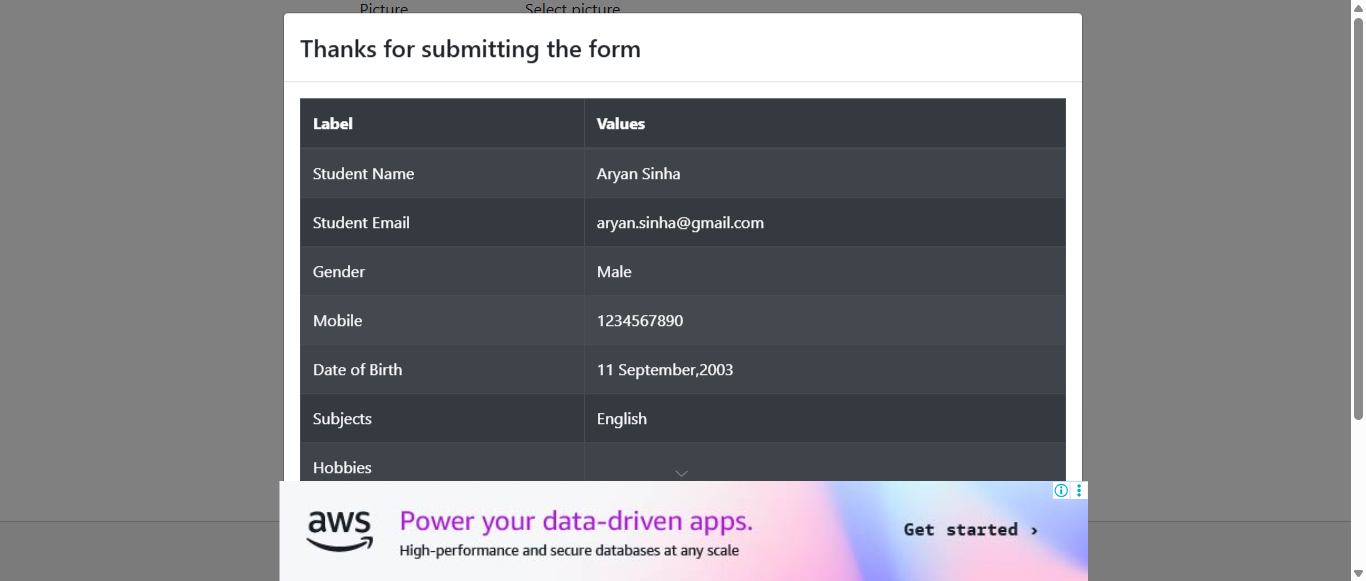 Picture Select picture
Thanks for submitting the form
Label Values
Student Name Aryan Sinha
Student Email aryan.sinha@gmail.com
Gender Male
Mobile 1234567890
Date of Birth 11 September,2003
Subjects English
Hobbies
aws
Power your data-driven apps.
High-performance and secure databases at any scale
Get started ›